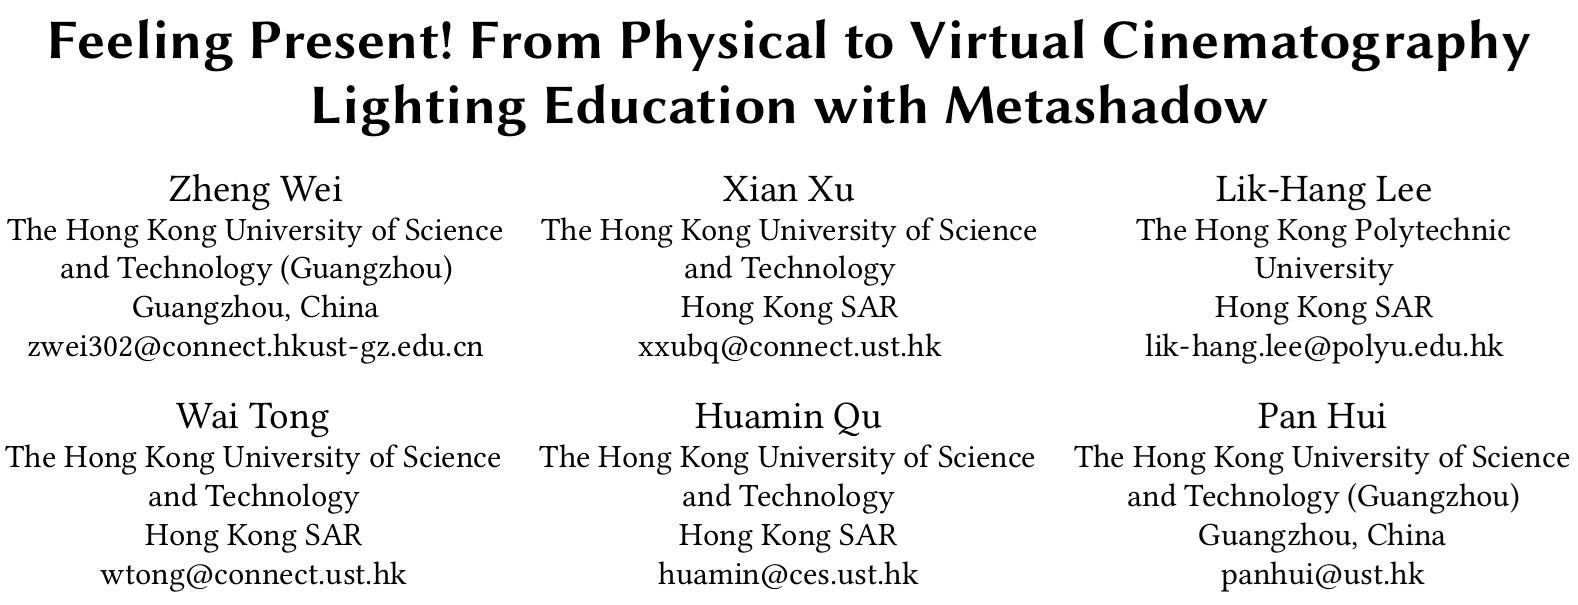 Feeling Present! From Physical to Virtual Cinematography
Lighting Education with Metashadow
Zheng Wei
The Hong Kong University of Science
and Technology (Guangzhou)
Guangzhou, China
zwei302@connect.hkust-gz.edu.cn
Xian Xu
The Hong Kong University of Science
and Technology
Hong Kong SAR
xxubq@connect.ust.hk
Lik-Hang Lee
The Hong Kong Polytechnic
University
Hong Kong SAR
lik-hang.lee@polyu.edu.hk
Wai Tong
The Hong Kong University of Science
and Technology
Hong Kong SAR
wtong@connect.ust.hk
Huamin Qu
The Hong Kong University of Science
and Technology
Hong Kong SAR
huamin@ces.ust.hk
Pan Hui
The Hong Kong University of Science
and Technology (Guangzhou)
Guangzhou, China
panhui@ust.hk